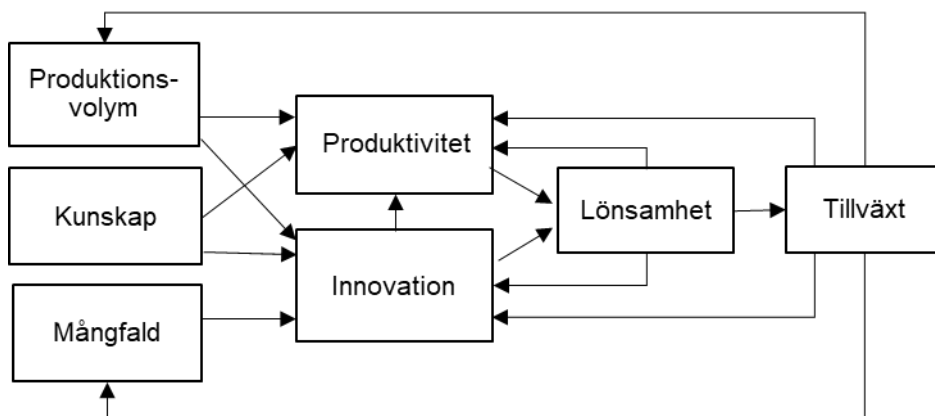 Produktions-
volym
Kunskap
Mångfald
Produktivitet
Innovation
Lönsamhet
Tillväxt